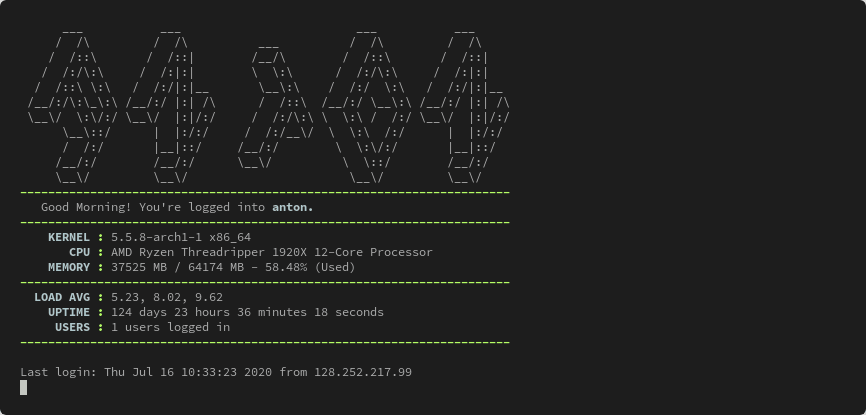 Good Morning! You're logged into anton.
KERNEL : 5.5.8-arch1-1 x86_64
CPU : AMD Ryzen Threadripper 1920X 12-Core Processor
MEMORY : 37525 MB / 64174 MB - 58.48% (Used)
LOAD AVG : 5.23, 8.02, 9.62
UPTIME : 124 days 23 hours 36 minutes 18 seconds
USERS : 1 users logged in
Last login: Thu Jul 16 10:33:23 2020 from 128.252.217.99